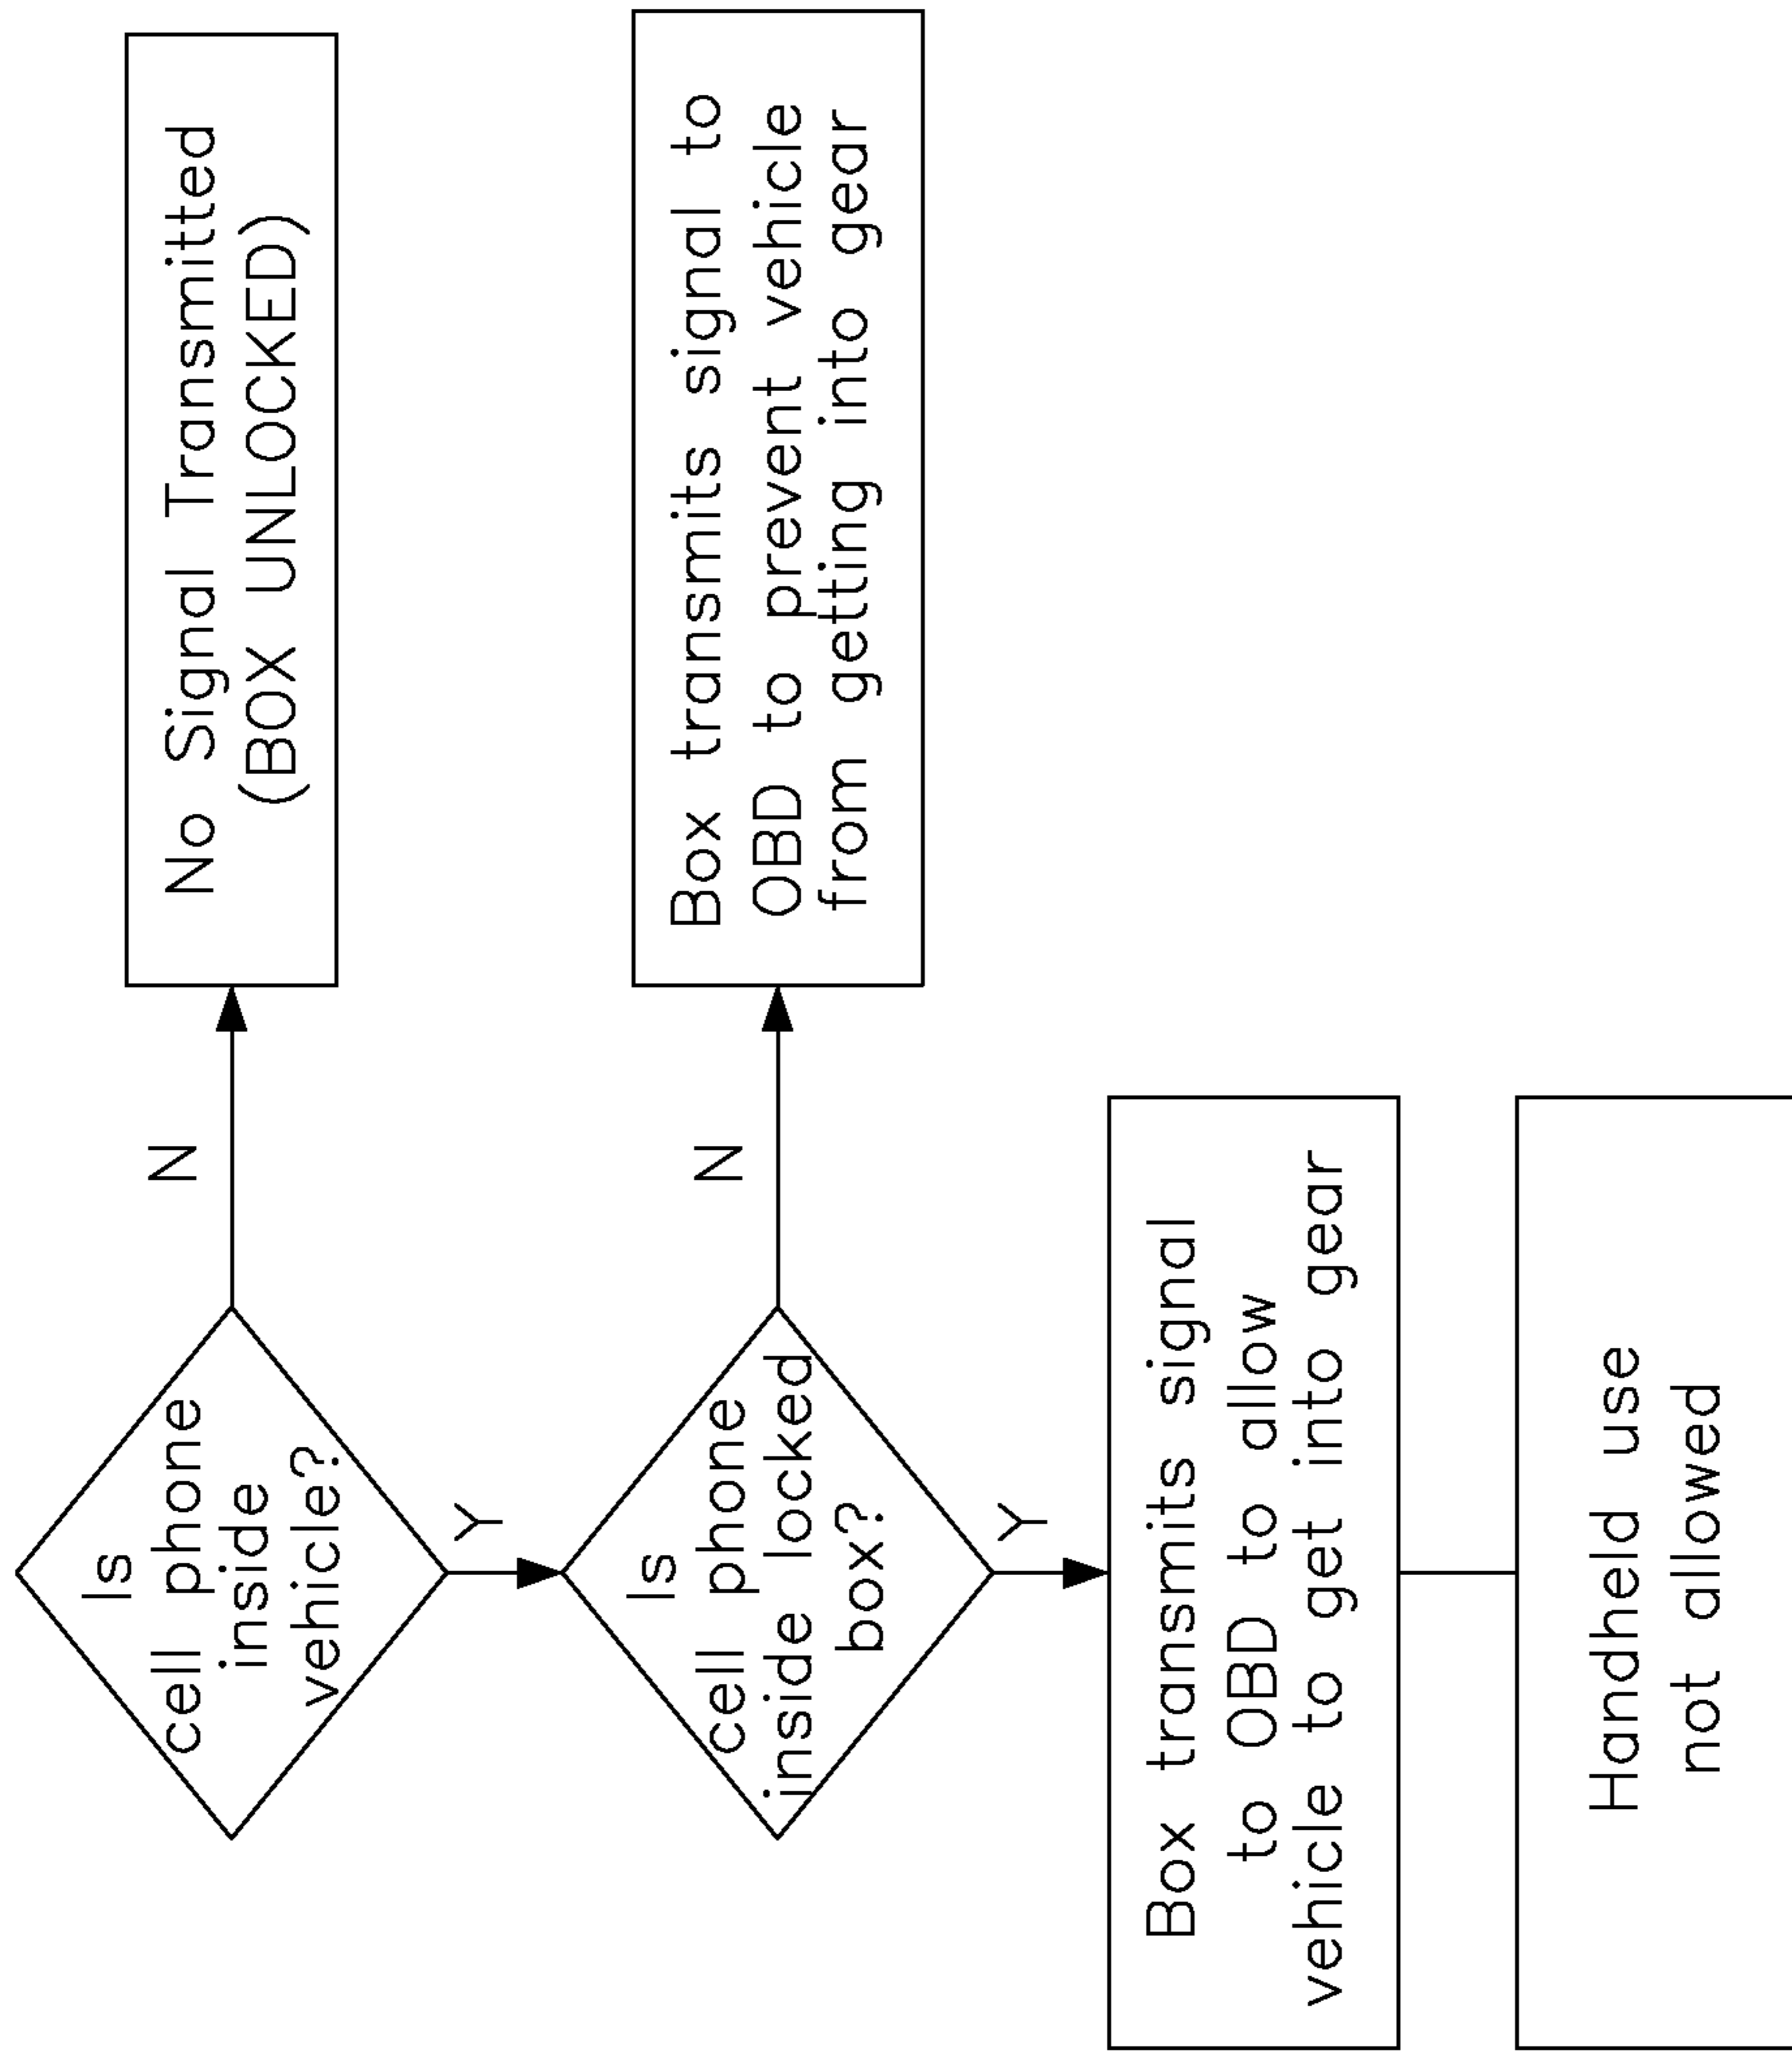 Is
cell phone
inside
vehicle?
N
No Signal Transmitted
(BOX UNLOCKED)
Y
Is
cell phone
inside locked
box?
N
Box transmits signal to
OBD to prevent vehicle
from getting into gear
Y
Box transmits signal
to OBD to allow
vehicle to get into gear
Handheld use
not allowed